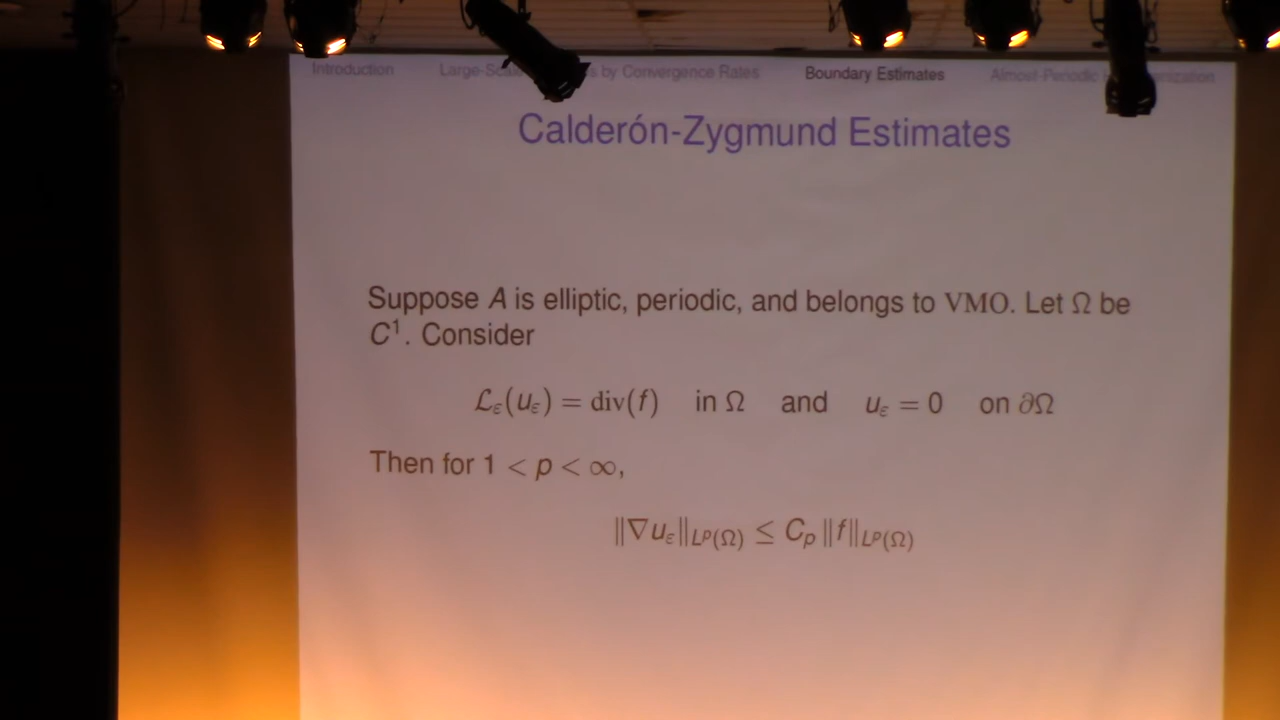 Introduction Large-Scale by Convergence Rates Boundary Estimates Almost-Periodic
Calderón-Zygmund Estimates
Suppose A is elliptic, periodic, and belongs to VMO. Let Ω be
C¹. Consider
ℒ_ε(u_ε) = div(f) in Ω and u_ε = 0 on ∂Ω
Then for 1 < p < ∞,
‖∇u_ε‖_{L^p(Ω)} ≤ C_p ‖f‖_{L^p(Ω)}